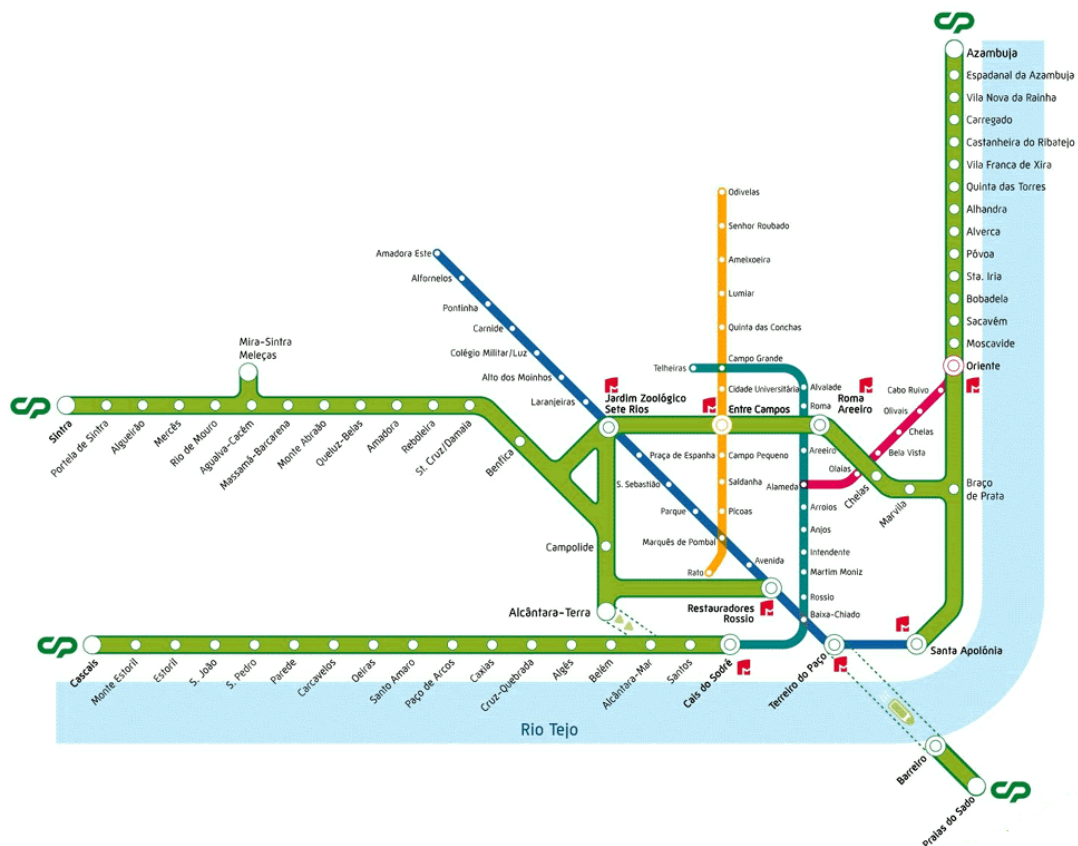 CP
Azambuja
Espadanal da Azambuja
Vila Nova da Rainha
Carregado
Castanheira do Ribatejo
Vila Franca de Xira
Quinta das Torres
Alhandra
Alverca
Póvoa
Sta. Iria
Bobadela
Sacavém
Moscavide
Oriente
Odivelas
Senhor Roubado
Ameixoeira
Lumiar
Quinta das Conchas
Campo Grande
Telheiras
Cidade Universitária
Entre Campos
Campo Pequeno
Saldanha
Picoas
Marquês de Pombal
Rato
Amadora Este
Alfornelos
Pontinha
Carnide
Colégio Militar/Luz
Alto dos Moinhos
Laranjeiras
Jardim Zoológico
Sete Rios
Praça de Espanha
S. Sebastião
Parque
Avenida
Restauradores
Rossio
Alvalade
Roma
Roma
Areeiro
Areeiro
Alameda
Arroios
Anjos
Intendente
Martim Moniz
Rossio
Baixa-Chiado
Cabo Ruivo
Olivais
Chelas
Bela Vista
Olaias
Chelas
Marvila
Braço
de Prata
Santa Apolónia
Mira-Sintra
Meleças
CP
Sintra
Portela de Sintra
Algueirão
Mercês
Rio de Mouro
Agualva-Cacém
Massamá-Barcarena
Monte Abraão
Queluz-Belas
Amadora
Reboleira
St. Cruz/Damaia
Benfica
Campolide
Alcântara-Terra
CP
Cascais
Monte Estoril
Estoril
S. João
S. Pedro
Parede
Carcavelos
Oeiras
Santo Amaro
Paço de Arcos
Caxias
Cruz-Quebrada
Algés
Belém
Alcântara-Mar
Santos
Cais do Sodré
Terreiro do Paço
Rio Tejo
Barreiro
Praias do Sado
CP